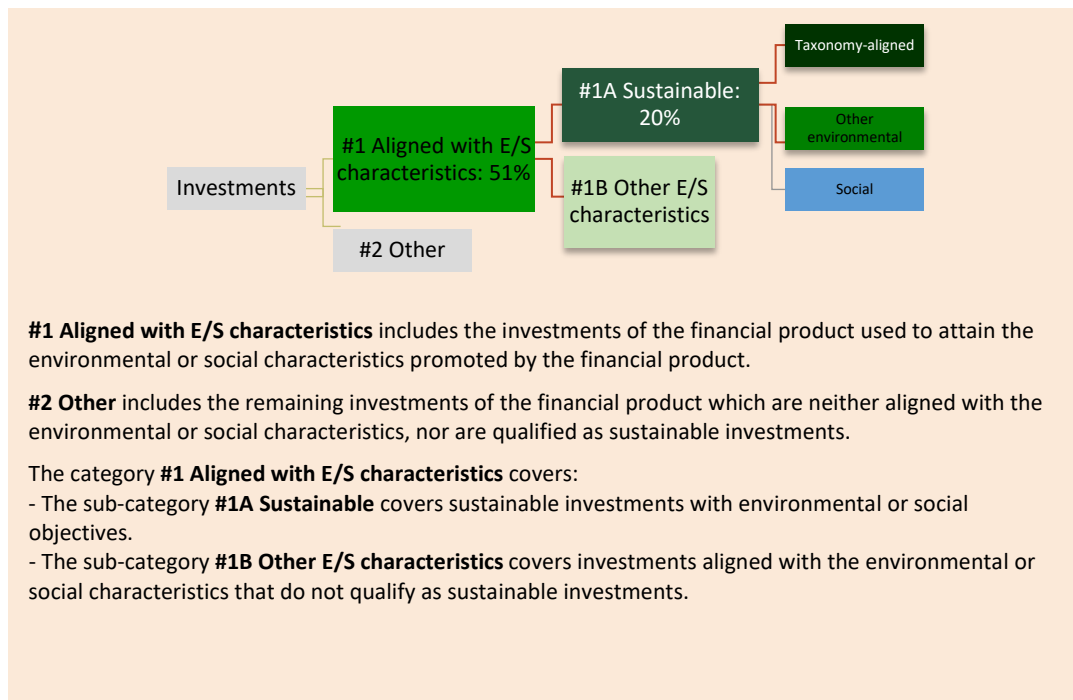 Taxonomy-aligned
#1A Sustainable:
20%
Other
environmental
#1 Aligned with E/S
characteristics: 51%
Investments
#1B Other E/S
characteristics
Social
#2 Other
#1 Aligned with E/S characteristics includes the investments of the financial product used to attain the
environmental or social characteristics promoted by the financial product.
#2 Other includes the remaining investments of the financial product which are neither aligned with the
environmental or social characteristics, nor are qualified as sustainable investments.
The category #1 Aligned with E/S characteristics covers:
- The sub-category #1A Sustainable covers sustainable investments with environmental or social
objectives.
- The sub-category #1B Other E/S characteristics covers investments aligned with the environmental or
social characteristics that do not qualify as sustainable investments.